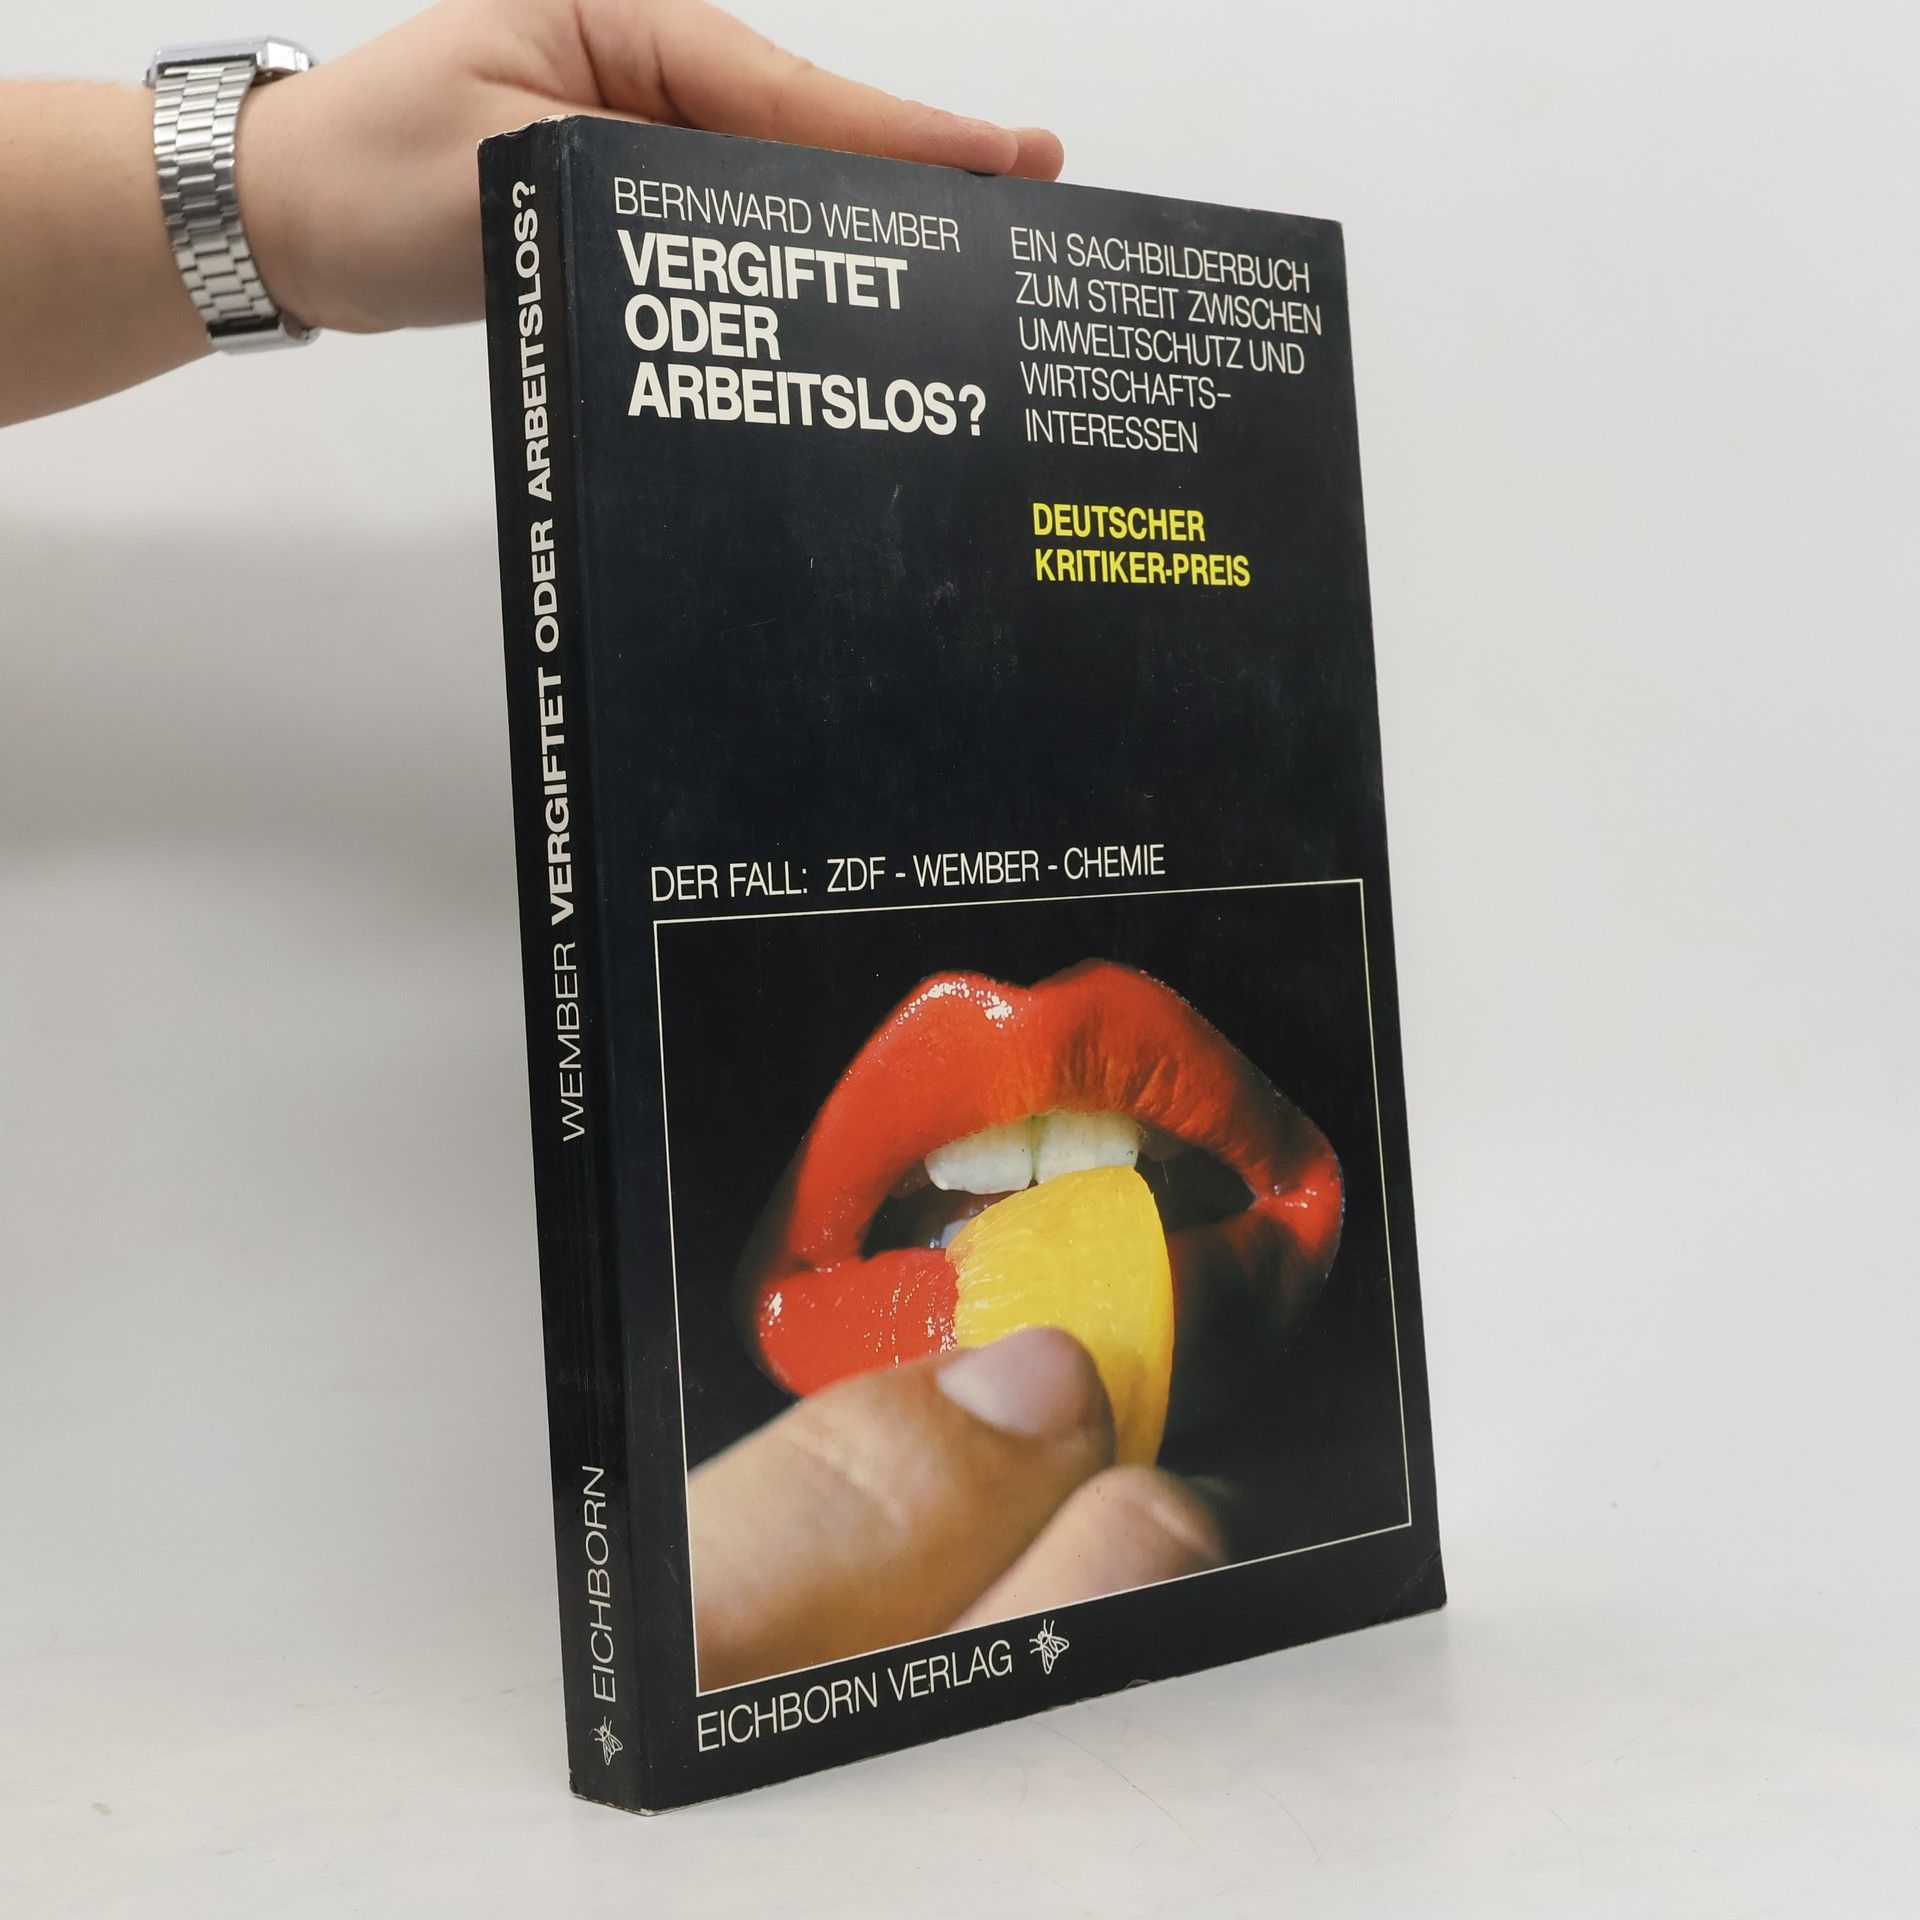 BERNWARD WEMBER
VERGIFTET
ODER
ARBEITSLOS?
EIN SACHBILDERBUCH
ZUM STREIT ZWISCHEN
UMWELTSCHUTZ UND
WIRTSCHAFTS-
INTERESSEN
DEUTSCHER
KRITIKER-PREIS
DER FALL: ZDF - WEMBER - CHEMIE
EICHBORN VERLAG
WEMBER VERGIFTET ODER ARBEITSLOS?
EICHBORN